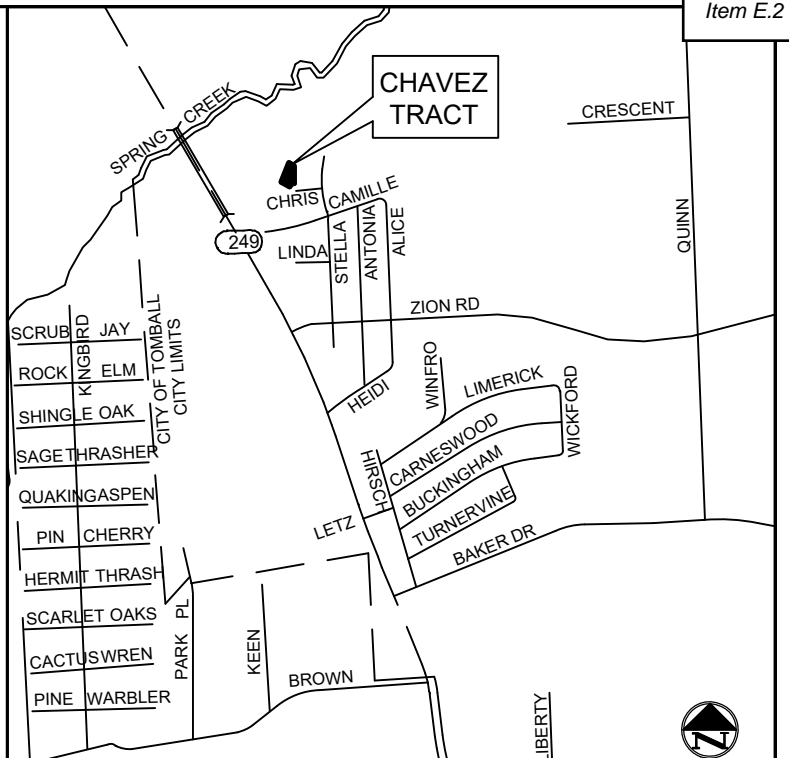 Item E.2
CHAVEZ
TRACT
CRESCENT
SPRING CREEK
CHRIS
CAMILLE
249
LINDA
STELLA
ANTONIA
ALICE
QUINN
ZION RD
SCRUB JAY
KINGBIRD
CITY OF TOMBALL
CITY LIMITS
ROCK ELM
SHINGLE OAK
SAGE THRASHER
QUAKINGASPEN
PIN CHERRY
HERMIT THRASH
SCARLET OAKS
CACTUS WREN
PINE WARBLER
HEIDI
WINFRO
LIMERICK
WICKFORD
CARNESWOOD
HIRSCH
BUCKINGHAM
TURNERVINE
LETZ
BAKER DR
PARK PL
KEEN
BROWN
LIBERTY
N